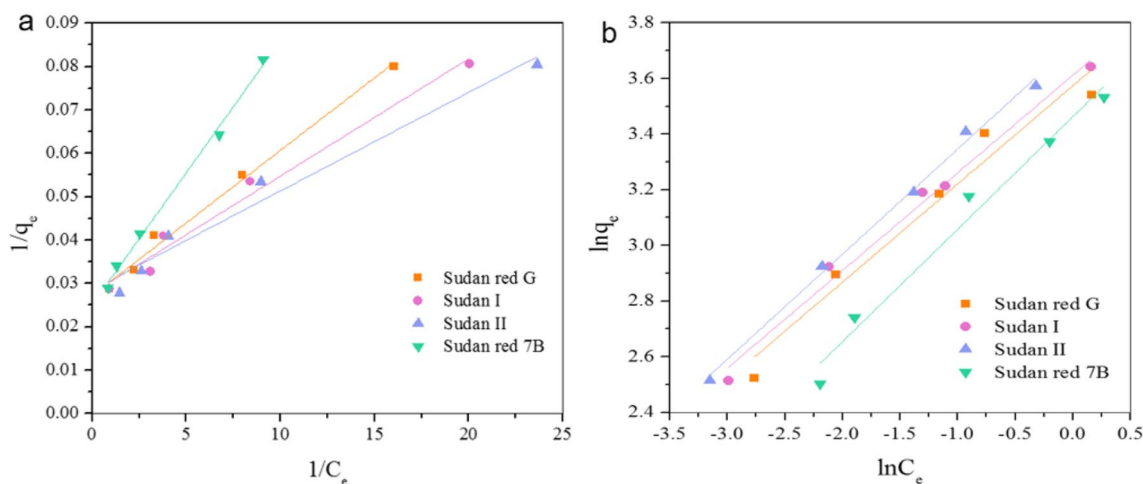 a
0.09
0.08
0.07
0.06
0.05
0.04
0.03
0.02
0.01
0.00
1/qe
0 5 10 15 20 25
1/Ce
Sudan red G
Sudan I
Sudan II
Sudan red 7B
b
3.8
3.6
3.4
3.2
3.0
2.8
2.6
2.4
lnqe
-3.5 -3.0 -2.5 -2.0 -1.5 -1.0 -0.5 0.0 0.5
lnCe
Sudan red G
Sudan I
Sudan II
Sudan red 7B